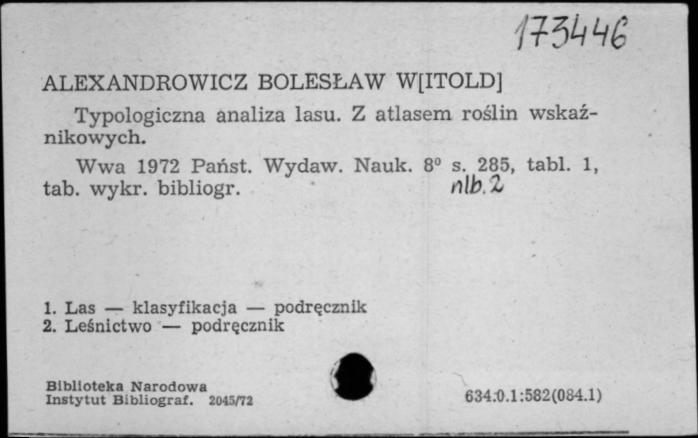 173446
ALEXANDROWICZ BOLESŁAW W[ITOLD]
Typologiczna analiza lasu. Z atlasem roślin wskaź-
nikowych.
Wwa 1972 Państ. Wydaw. Nauk. 8° s. 285, tabl. 1,
tab. wykr. bibliogr. nlb. 2
1. Las — klasyfikacja — podręcznik
2. Leśnictwo — podręcznik
Biblioteka Narodowa
Instytut Bibliograf. 2045/72
634:0.1:582(084.1)